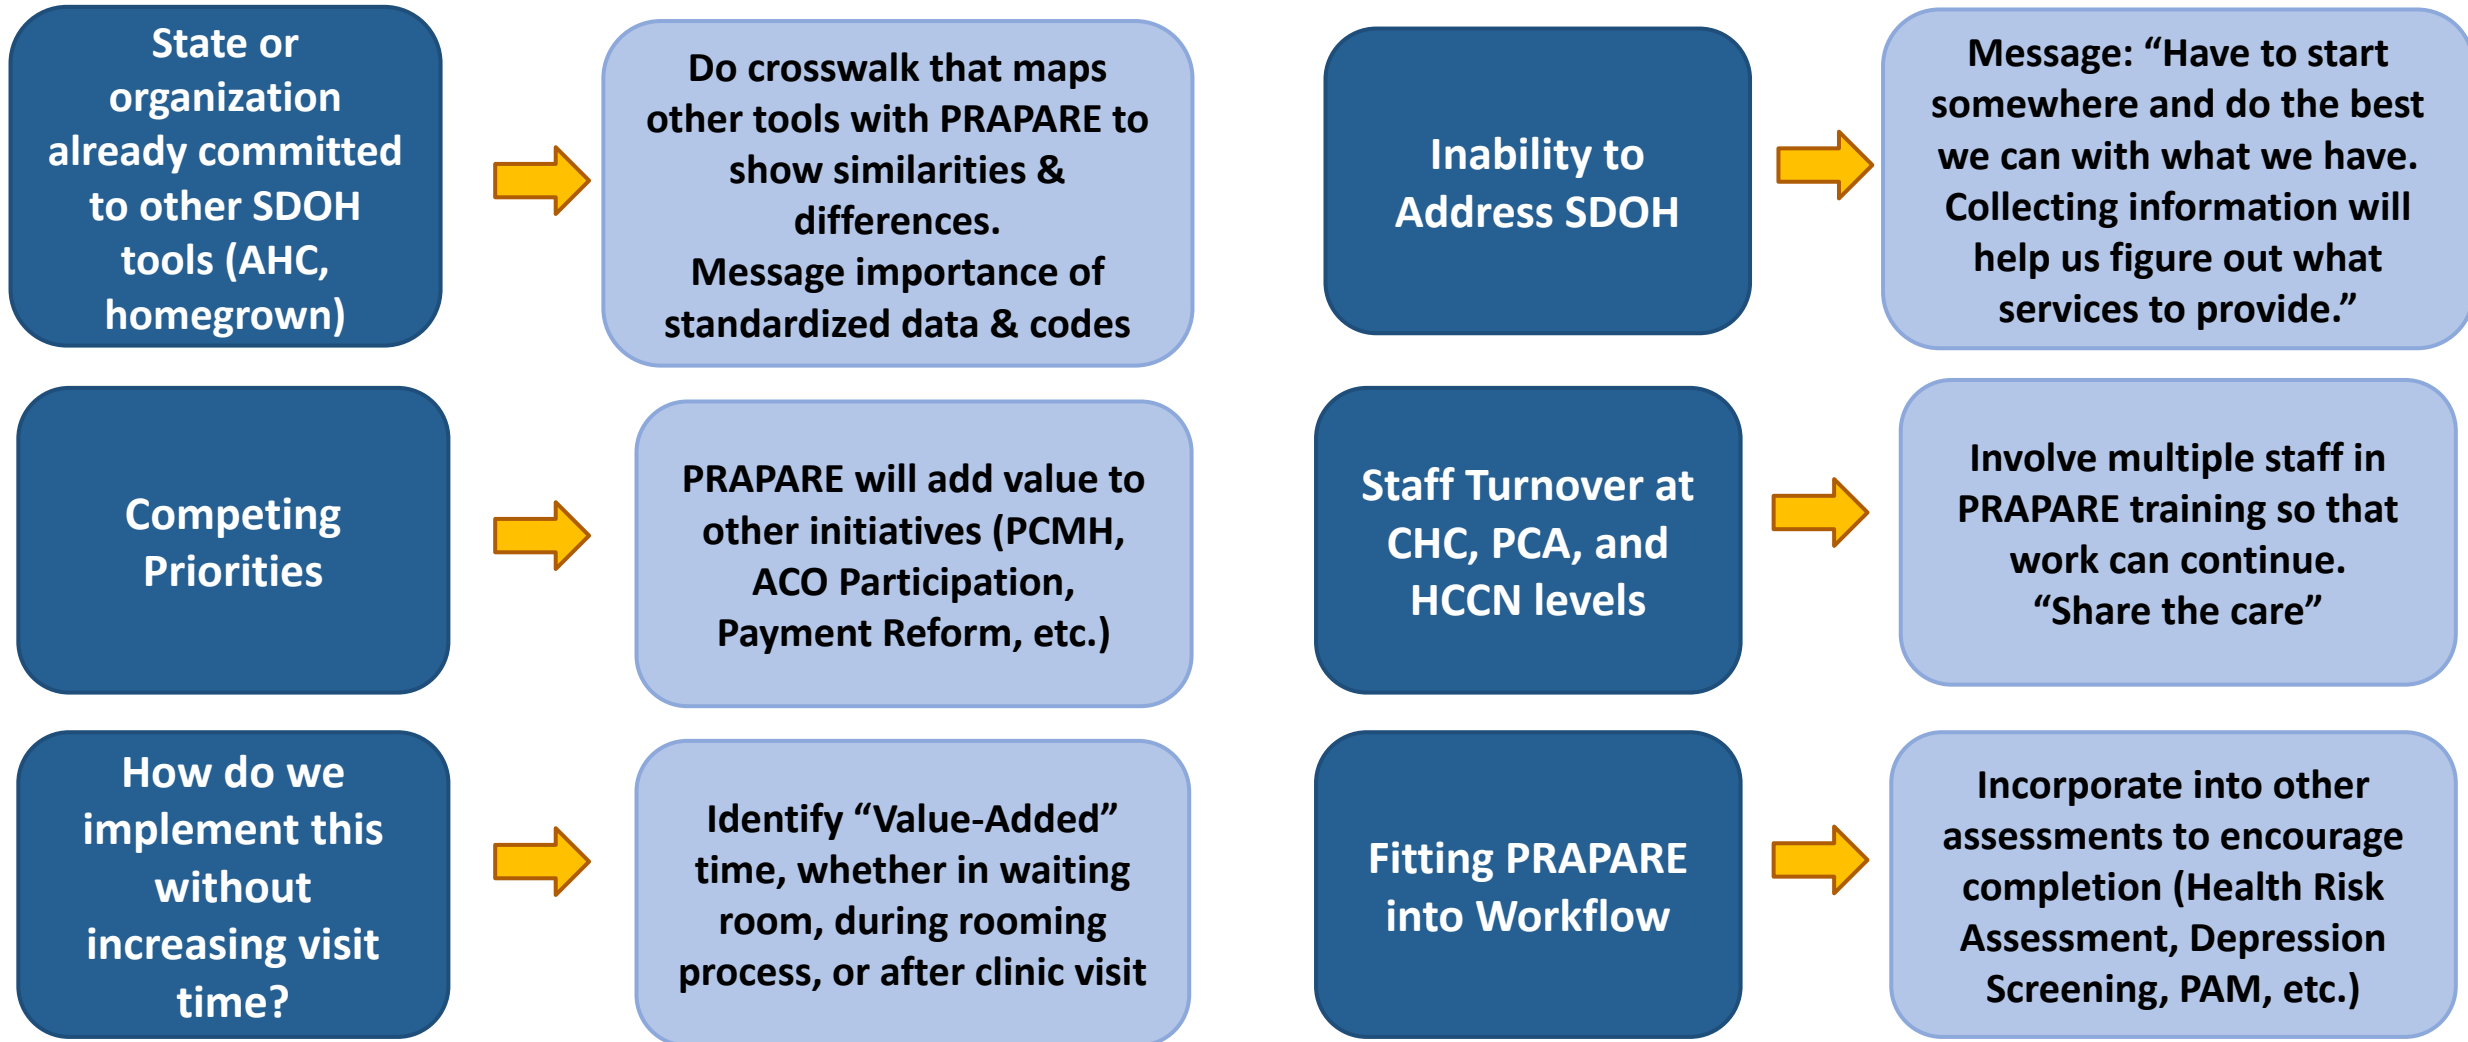 State or
organization
already committed
to other SDOH
tools (AHC,
homegrown)
Do crosswalk that maps
other tools with PRAPARE to
show similarities &
differences.
Message importance of
standardized data & codes
Inability to
Address SDOH
Message: “Have to start
somewhere and do the best
we can with what we have.
Collecting information will
help us figure out what
services to provide.”
Competing
Priorities
PRAPARE will add value to
other initiatives (PCMH,
ACO Participation,
Payment Reform, etc.)
Staff Turnover at
CHC, PCA, and
HCCN levels
Involve multiple staff in
PRAPARE training so that
work can continue.
“Share the care”
How do we
implement this
without
increasing visit
time?
Identify “Value-Added”
time, whether in waiting
room, during rooming
process, or after clinic visit
Fitting PRAPARE
into Workflow
Incorporate into other
assessments to encourage
completion (Health Risk
Assessment, Depression
Screening, PAM, etc.)